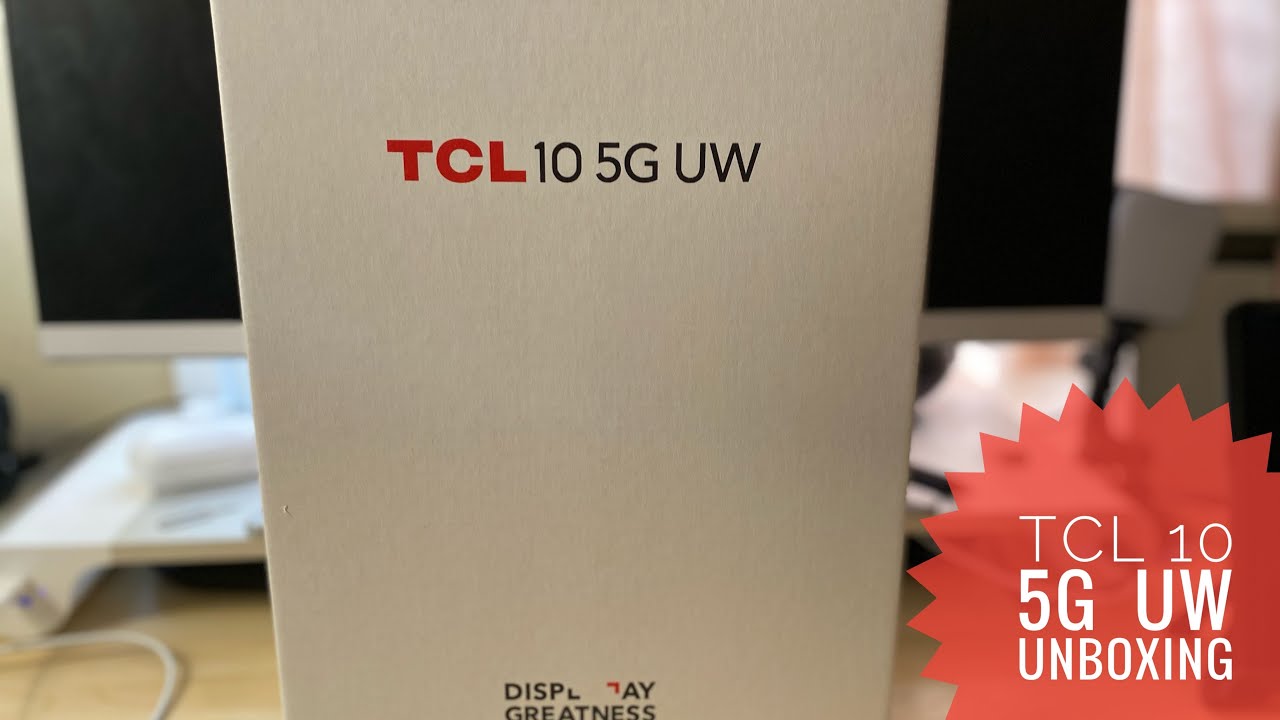 TCL 10 5G UW
DISPLAY
GREATNESS
TCL 10
5G UW
UNBOXING